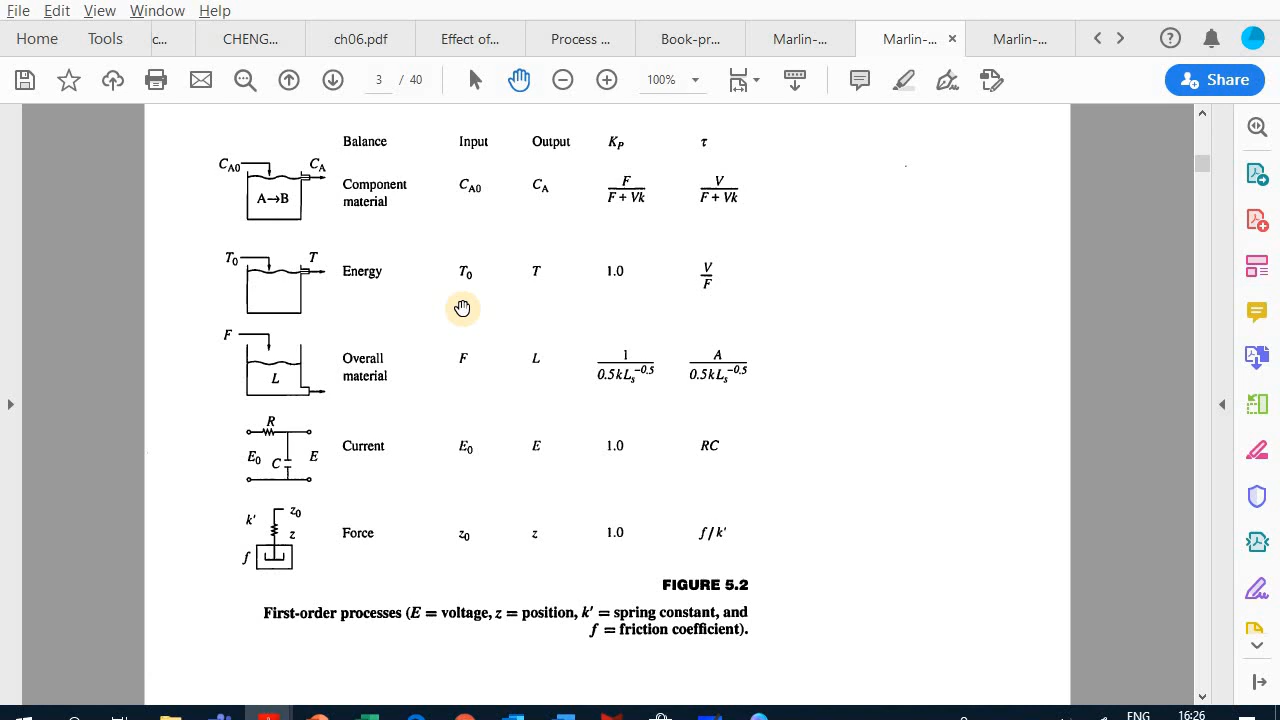 File Edit View Window Help
Home Tools c... CHENG... ch06.pdf Effect of... Process ... Book-pr... Marlin-... Marlin-... × Marlin-...
3 / 40 100% Share
Balance Input Output K_P τ
C_A0 C_A A→B Component material C_A0 C_A F/(F + Vk) V/(F + Vk)
T_0 T Energy T_0 T 1.0 V/F
F L Overall material F L 1/(0.5kL_s^-0.5) A/(0.5kL_s^-0.5)
R E_0 C E Current E_0 E 1.0 RC
k' z_0 z f Force z_0 z 1.0 f/k'
FIGURE 5.2
First-order processes (E = voltage, z = position, k' = spring constant, and
f = friction coefficient).
ENG 16:26